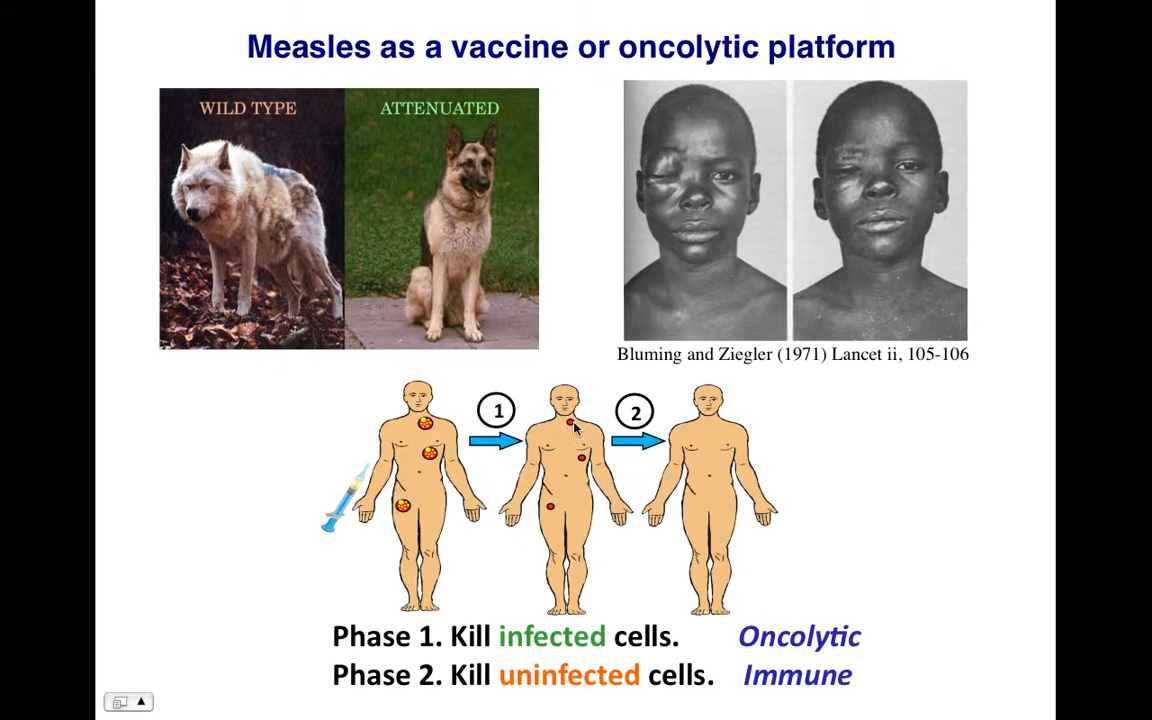 Measles as a vaccine or oncolytic platform
WILD TYPE
ATTENUATED
Bluming and Ziegler (1971) Lancet ii, 105-106
1
2
Phase 1. Kill infected cells. Oncolytic
Phase 2. Kill uninfected cells. Immune